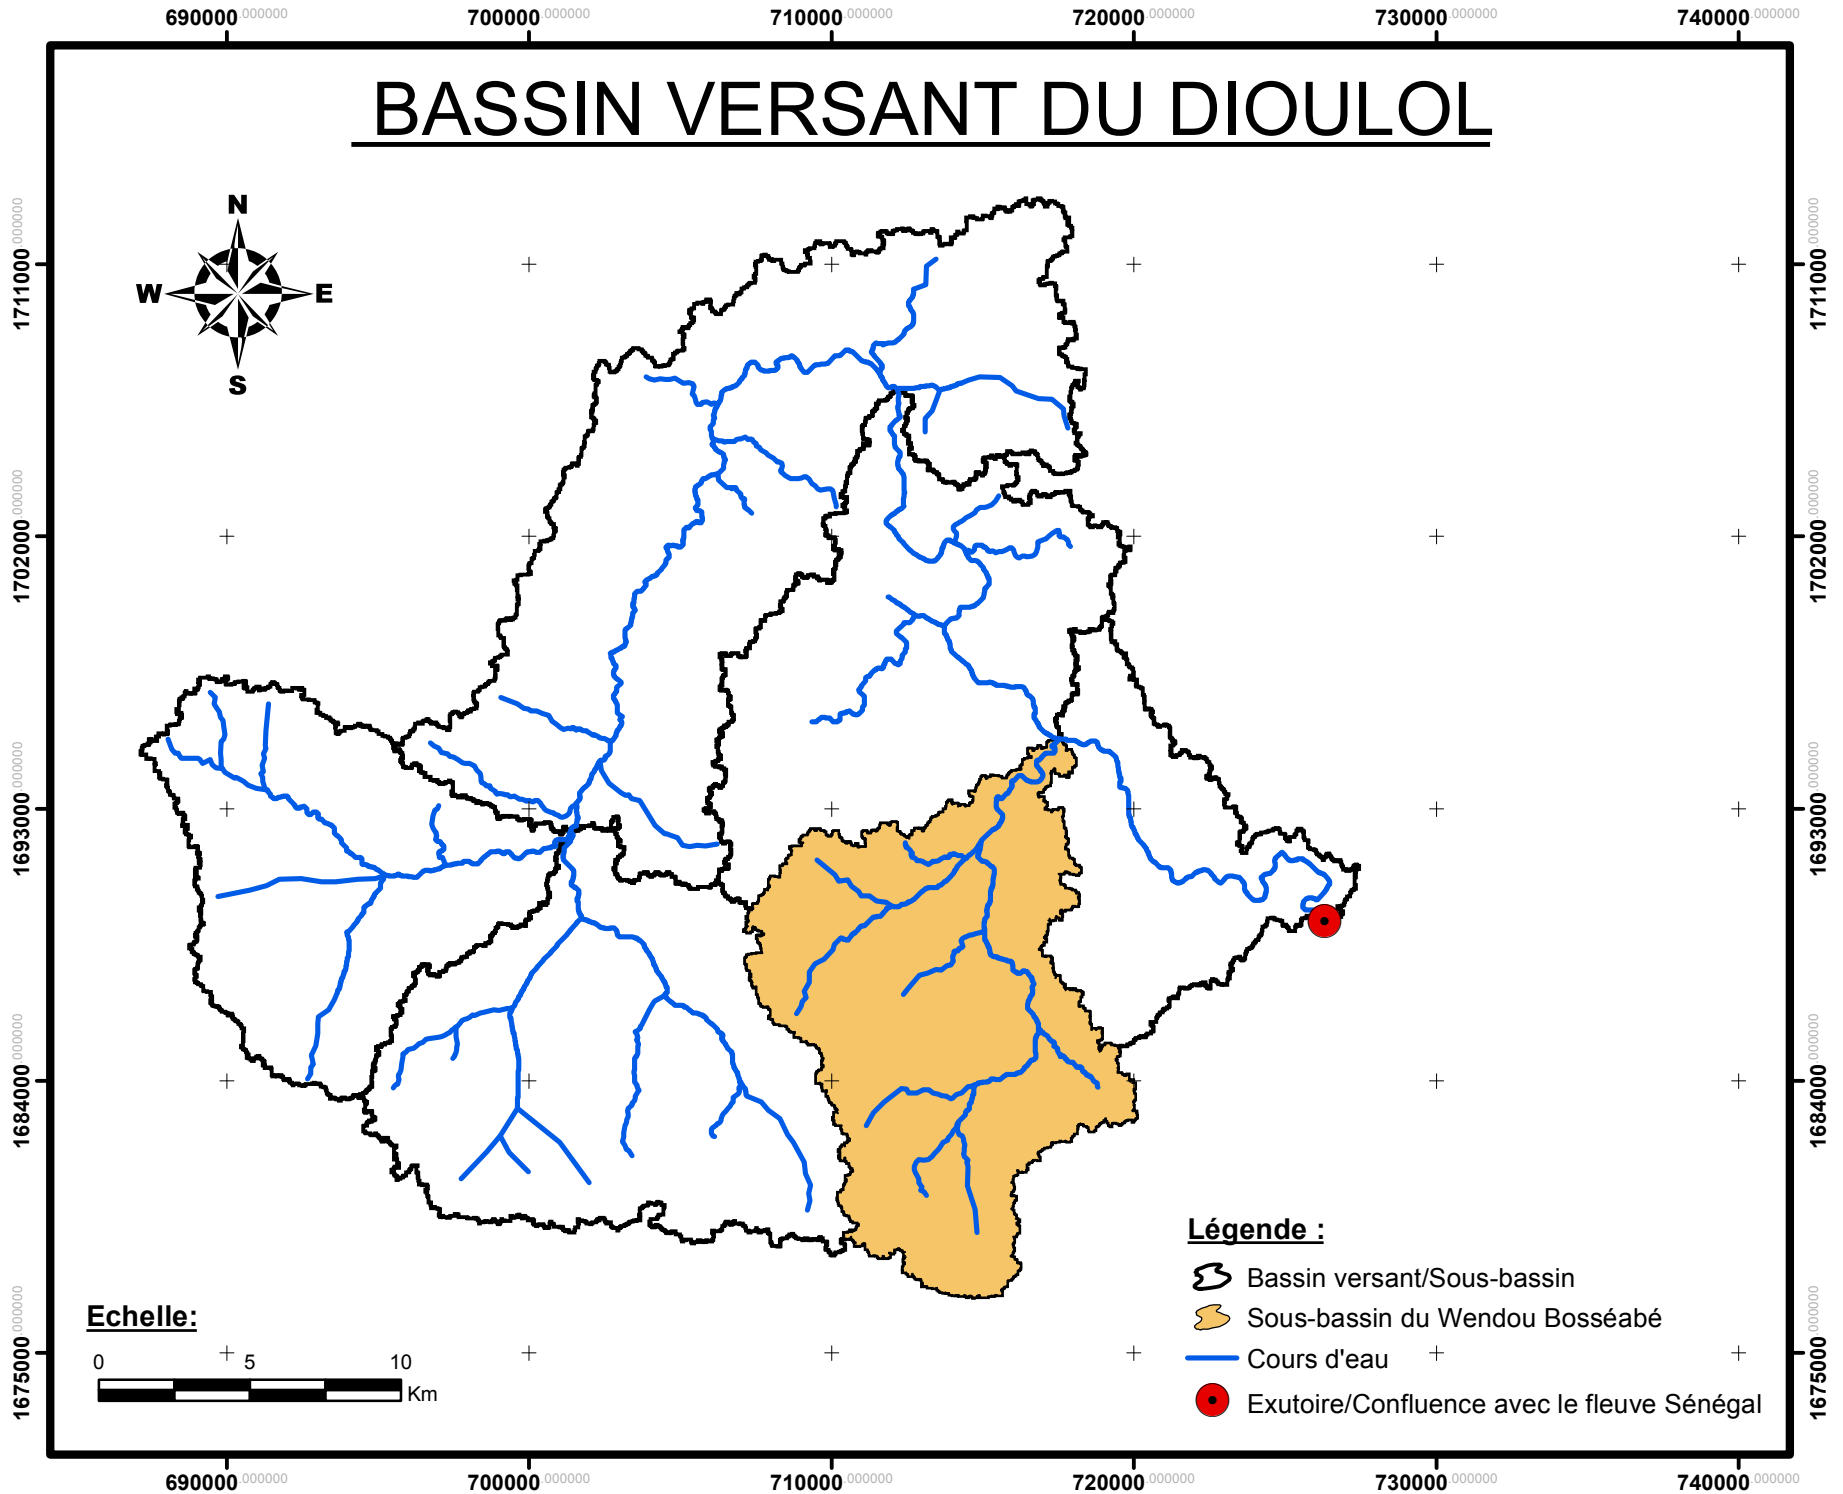 690000.000000 700000.000000 710000.000000 720000.000000 730000.000000 740000.000000
BASSIN VERSANT DU DIOULOL
N
W E
S
1711000.000000 1711000.000000
1702000.000000 1702000.000000
1693000.000000 1693000.000000
1684000.000000 1684000.000000
1675000.000000 1675000.000000
Légende :
Bassin versant/Sous-bassin
Sous-bassin du Wendou Bosséabé
Cours d'eau
Exutoire/Confluence avec le fleuve Sénégal
Echelle:
0 5 10
Km
690000.000000 700000.000000 710000.000000 720000.000000 730000.000000 740000.000000